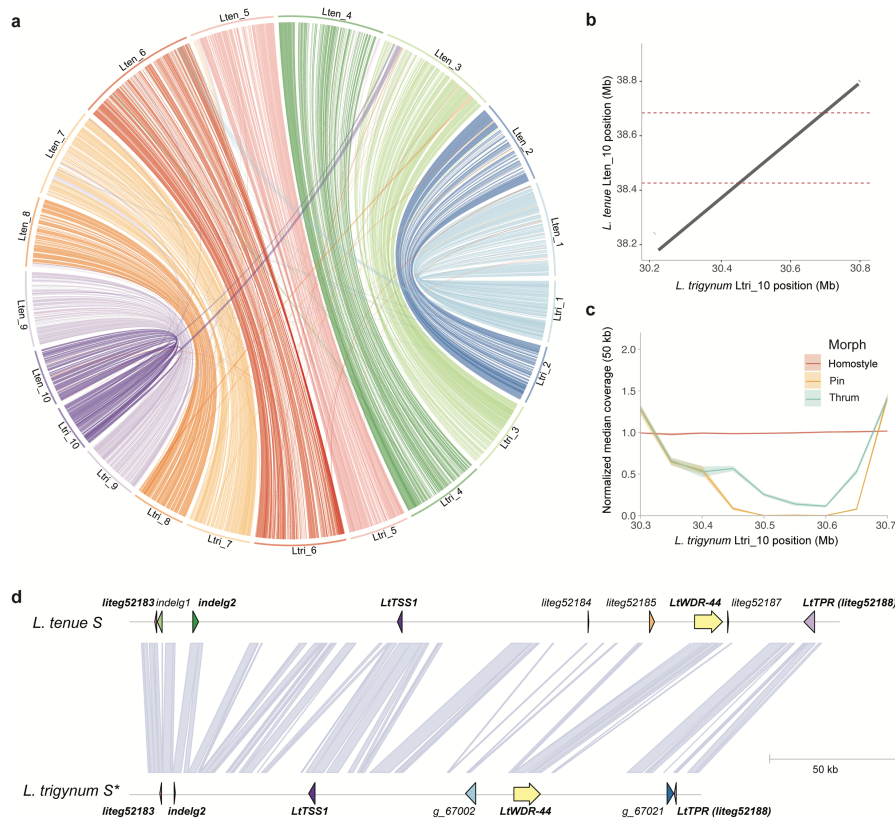 a
Lten_5
Lten_4
Lten_6
Lten_3
Lten_7
Lten_2
Lten_8
Lten_1
Lten_9
Ltri_1
Lten_10
Ltri_2
Ltri_10
Ltri_3
Ltri_9
Ltri_4
Ltri_8
Ltri_7
Ltri_6
Ltri_5
b
L. tenue Lten_10 position (Mb)
38.8
38.6
38.4
38.2
30.2 30.4 30.6 30.8
L. trigynum Ltri_10 position (Mb)
c
Normalized median coverage (50 kb)
2.0
1.5
1.0
0.5
0.0
Morph
Homostyle
Pin
Thrum
30.3 30.4 30.5 30.6 30.7
L. trigynum Ltri_10 position (Mb)
d
liteg52183 indelg1 indelg2 LtTSS1 liteg52184 liteg52185 LtWDR-44 liteg52187 LtTPR (liteg52188)
L. tenue S
50 kb
L. trigynum S*
liteg52183 indelg2 LtTSS1 g_67002 LtWDR-44 g_67021 LtTPR (liteg52188)